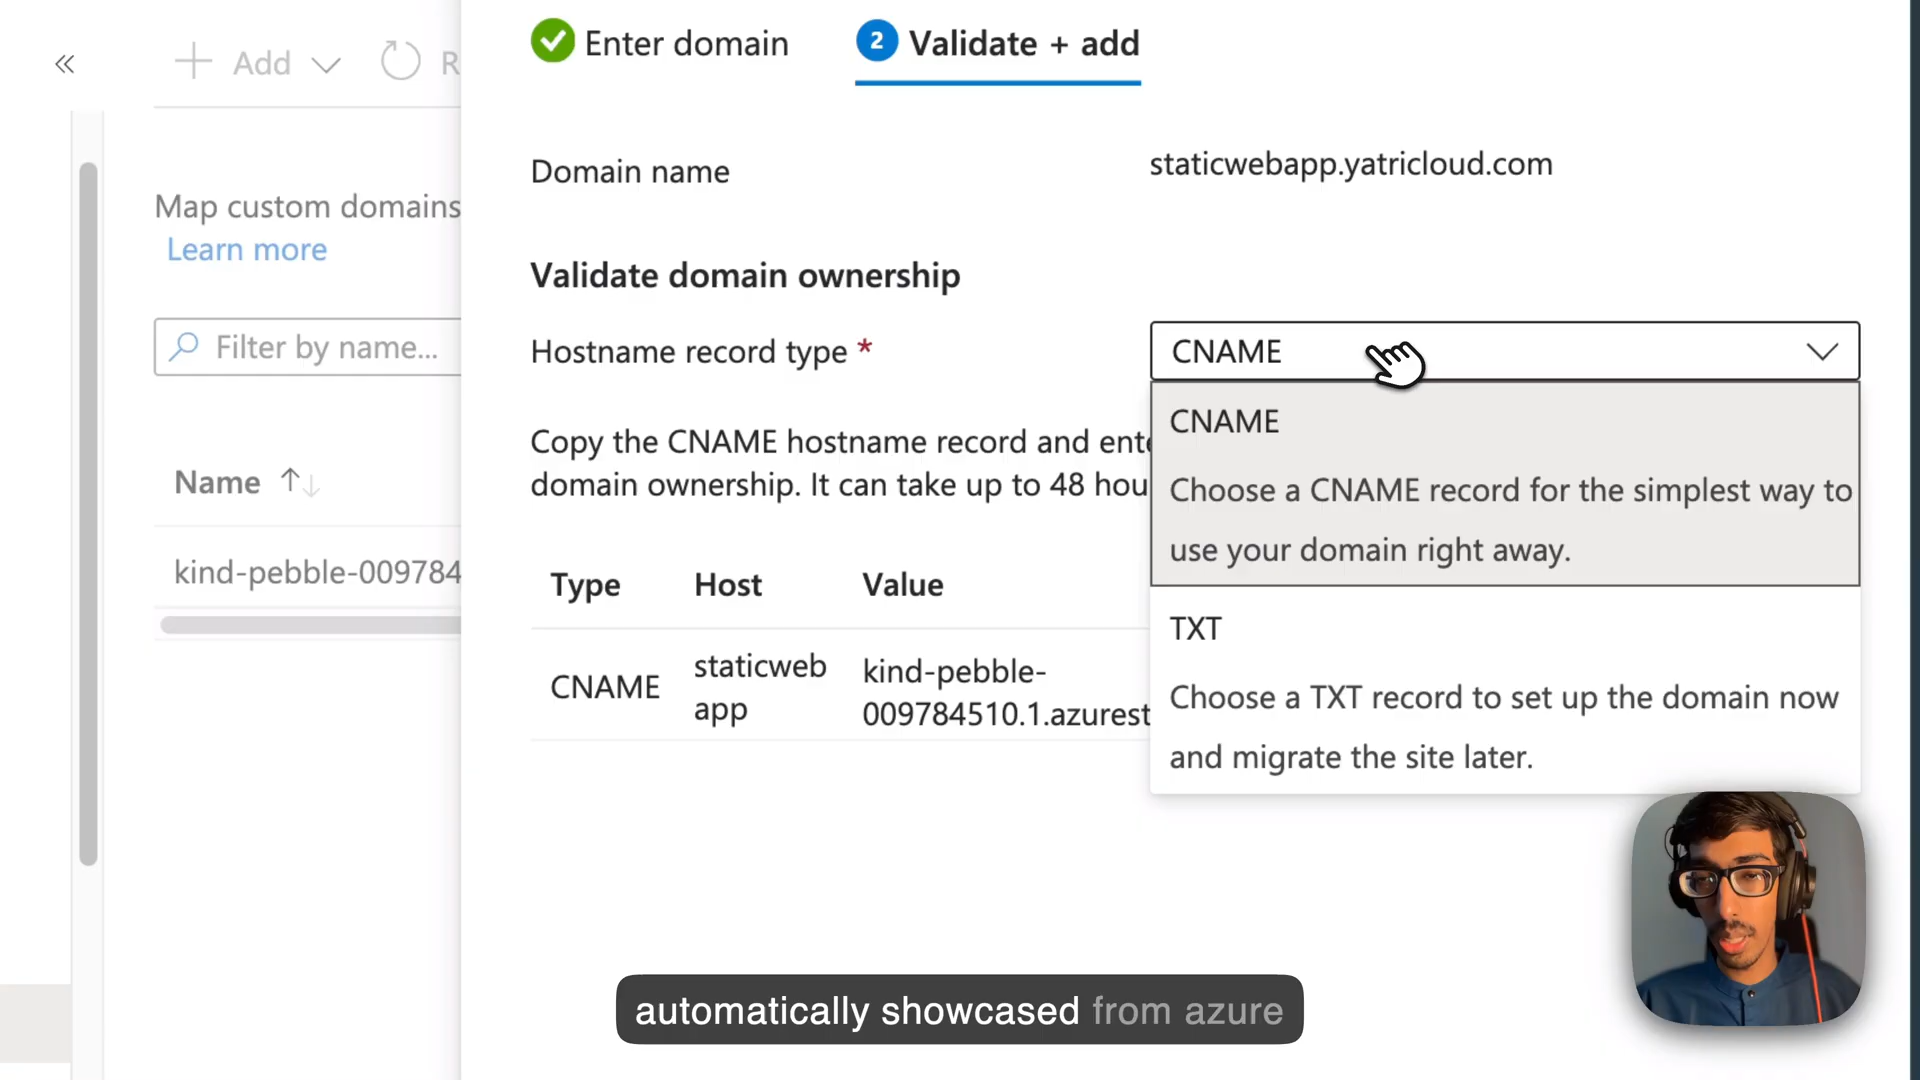 Enter domain
2 Validate + add
Add
R
Domain name
staticwebapp.yatricloud.com
Map custom domains
Learn more
Validate domain ownership
Filter by name...
Hostname record type *
CNAME
CNAME
Choose a CNAME record for the simplest way to
use your domain right away.
TXT
Choose a TXT record to set up the domain now
and migrate the site later.
Copy the CNAME hostname record and ente
domain ownership. It can take up to 48 hou
Name
kind-pebble-009784
Type Host Value
CNAME
staticweb
app
kind-pebble-
009784510.1.azurest
automatically showcased from azure